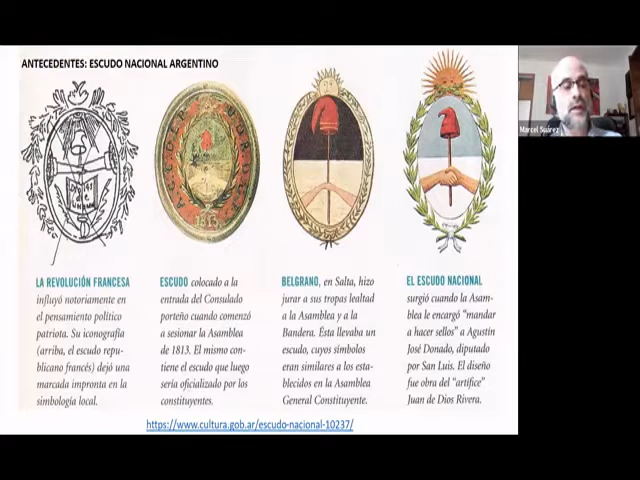 ANTECEDENTES: ESCUDO NACIONAL ARGENTINO
Marcel Suárez
LA REVOLUCIÓN FRANCESA
influyó notoriamente en
el pensamiento político
patriota. Su iconografía
(arriba, el escudo repu-
blicano francés) dejó una
marcada impronta en la
simbología local.
ESCUDO colocado a la
entrada del Consulado
porteño cuando comenzó
a sesionar la Asamblea
de 1813. El mismo con-
tiene el escudo que luego
sería oficializado por los
constituyentes.
BELGRANO, en Salta, hizo
jurar a sus tropas lealtad
a la Asamblea y a la
Bandera. Ésta llevaba un
escudo, cuyos símbolos
eran similares a los esta-
blecidos en la Asamblea
General Constituyente.
EL ESCUDO NACIONAL
surgió cuando la Asam-
blea le encargó "mandar
a hacer sellos" a Agustín
José Donado, diputado
por San Luis. El diseño
fue obra del "artífice"
Juan de Dios Rivera.
https://www.cultura.gob.ar/escudo-nacional-10237/